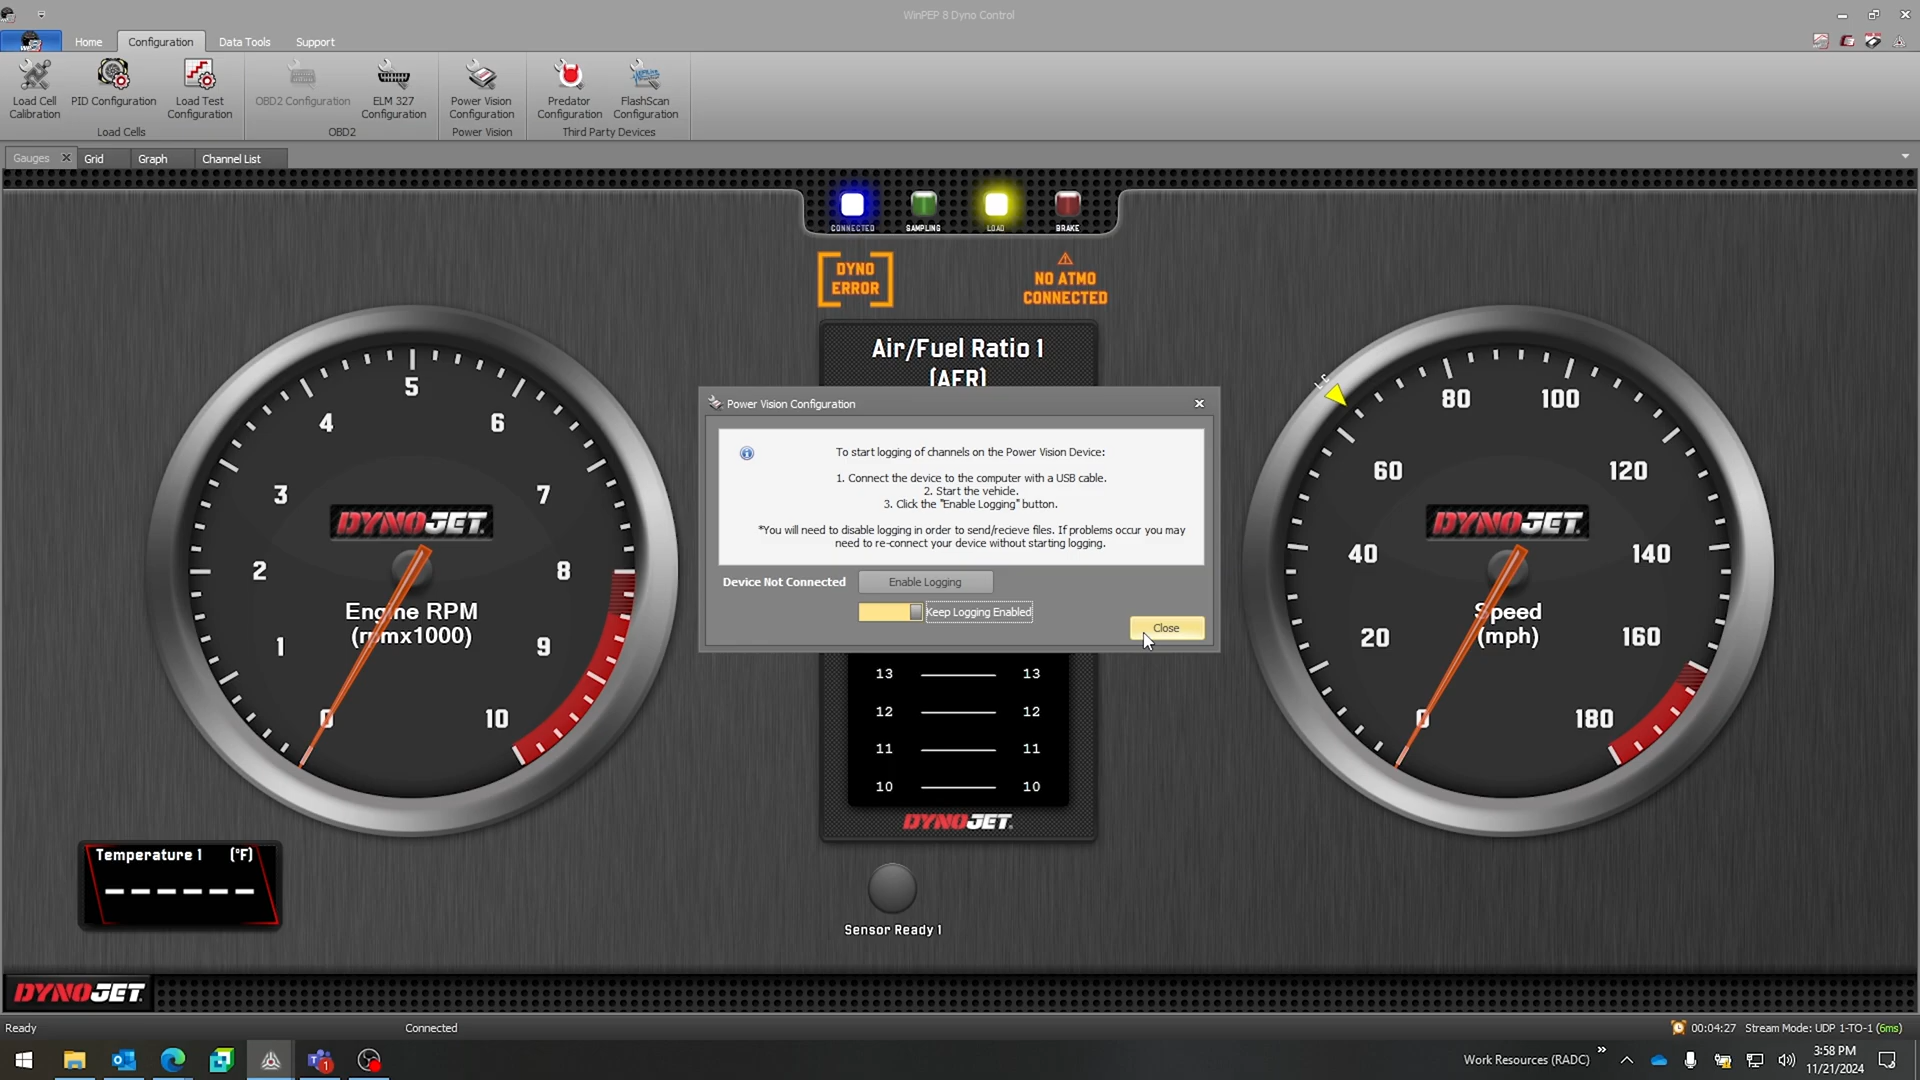 WinPEP 8 Dyno Control
Home
Configuration
Data Tools
Support
Load Cell
Calibration
PID Configuration
Load Test
Configuration
Load Cells
OBD2 Configuration
ELM 327
Configuration
OBD2
Power Vision
Configuration
Power Vision
Predator
Configuration
FlashScan
Configuration
Third Party Devices
Gauges
Grid
Graph
Channel List
CONNECTED
SAMPLING
LOAD
BRAKE
DYNO
ERROR
NO ATMO
CONNECTED
Air/Fuel Ratio 1
(AFR)
Power Vision Configuration
To start logging of channels on the Power Vision Device:
1. Connect the device to the computer with a USB cable.
2. Start the vehicle.
3. Click the "Enable Logging" button.
*You will need to disable logging in order to send/recieve files. If problems occur you may
need to re-connect your device without starting logging.
Device Not Connected
Enable Logging
Keep Logging Enabled
Close
0
1
2
3
4
5
6
7
8
9
10
DYNOJET.
Engine RPM
(rpmx1000)
13 13
12 12
11 11
10 10
DYNOJET.
0
20
40
60
80
100
120
140
160
180
DYNOJET.
Speed
(mph)
Temperature 1 (°F)
------
Sensor Ready 1
DYNOJET.
Ready
Connected
00:04:27
Stream Mode: UDP 1-TO-1 (6ms)
1
Work Resources (RADC)
3:58 PM
11/21/2024